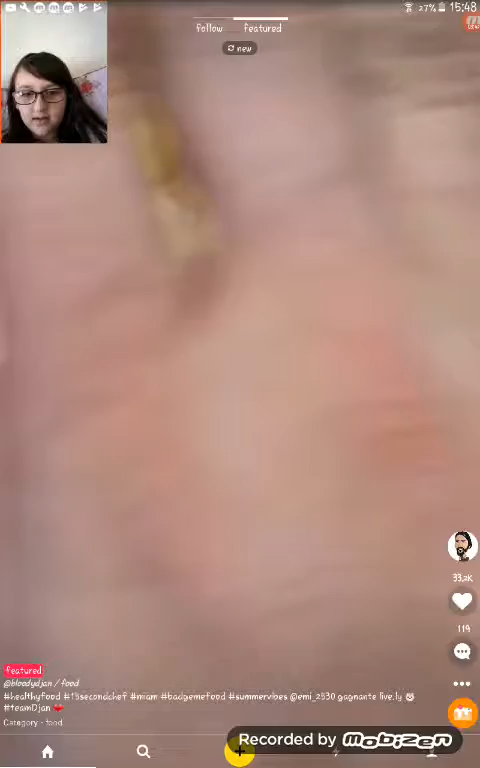 27% 15:48
follow featured
new
33,2K
119
featured
@bloodydjan / food
#healthyfood #15secondchef #miam #badgemefood #summervibes @emi_2530 gagnante live.ly 🐷
#teamDjan ❤️
Category - food
Recorded by mobizen